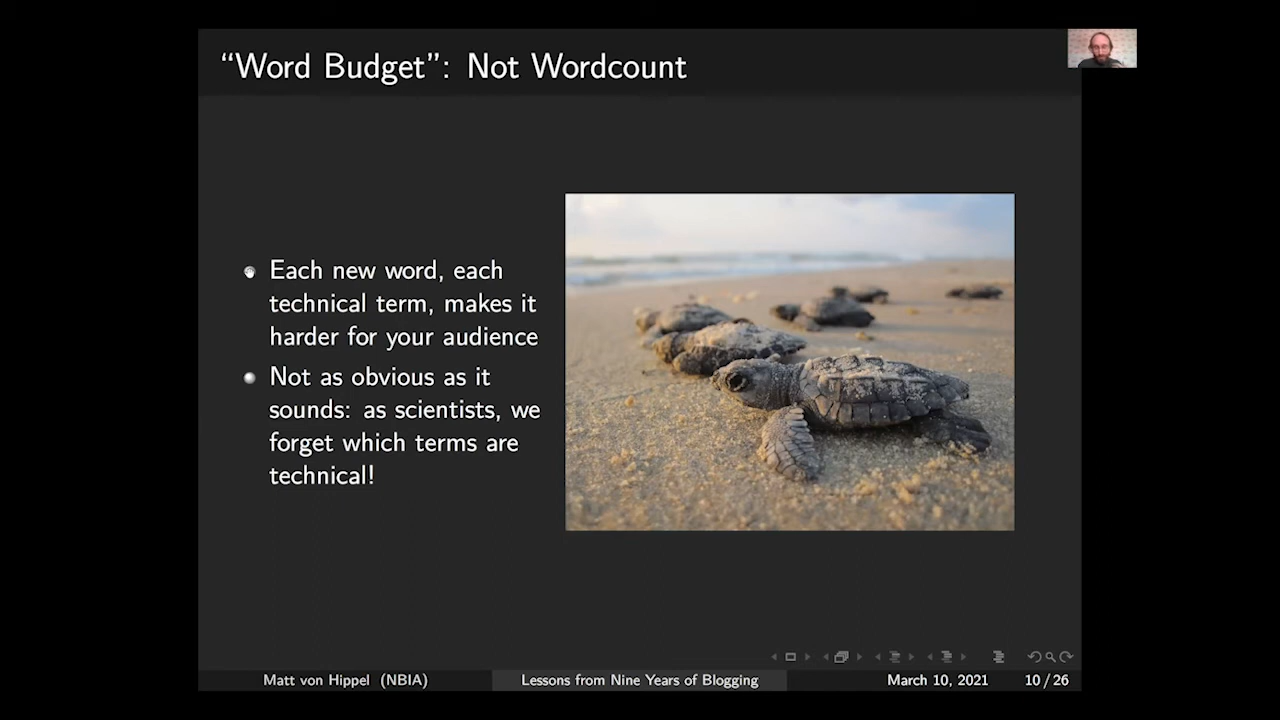 “Word Budget”: Not Wordcount
Each new word, each
technical term, makes it
harder for your audience
Not as obvious as it
sounds: as scientists, we
forget which terms are
technical!
Matt von Hippel (NBIA)
Lessons from Nine Years of Blogging
March 10, 2021
10 / 26